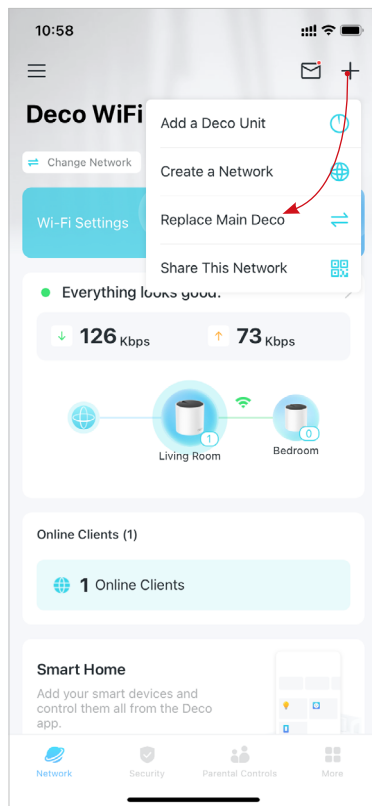 10:58
Deco WiFi
Add a Deco Unit
Change Network
Create a Network
Wi-Fi Settings
Replace Main Deco
Share This Network
Everything looks good.
126 Kbps
73 Kbps
1
0
Living Room
Bedroom
Online Clients (1)
1 Online Clients
Smart Home
Add your smart devices and
control them all from the Deco
app.
Network
Security
Parental Controls
More